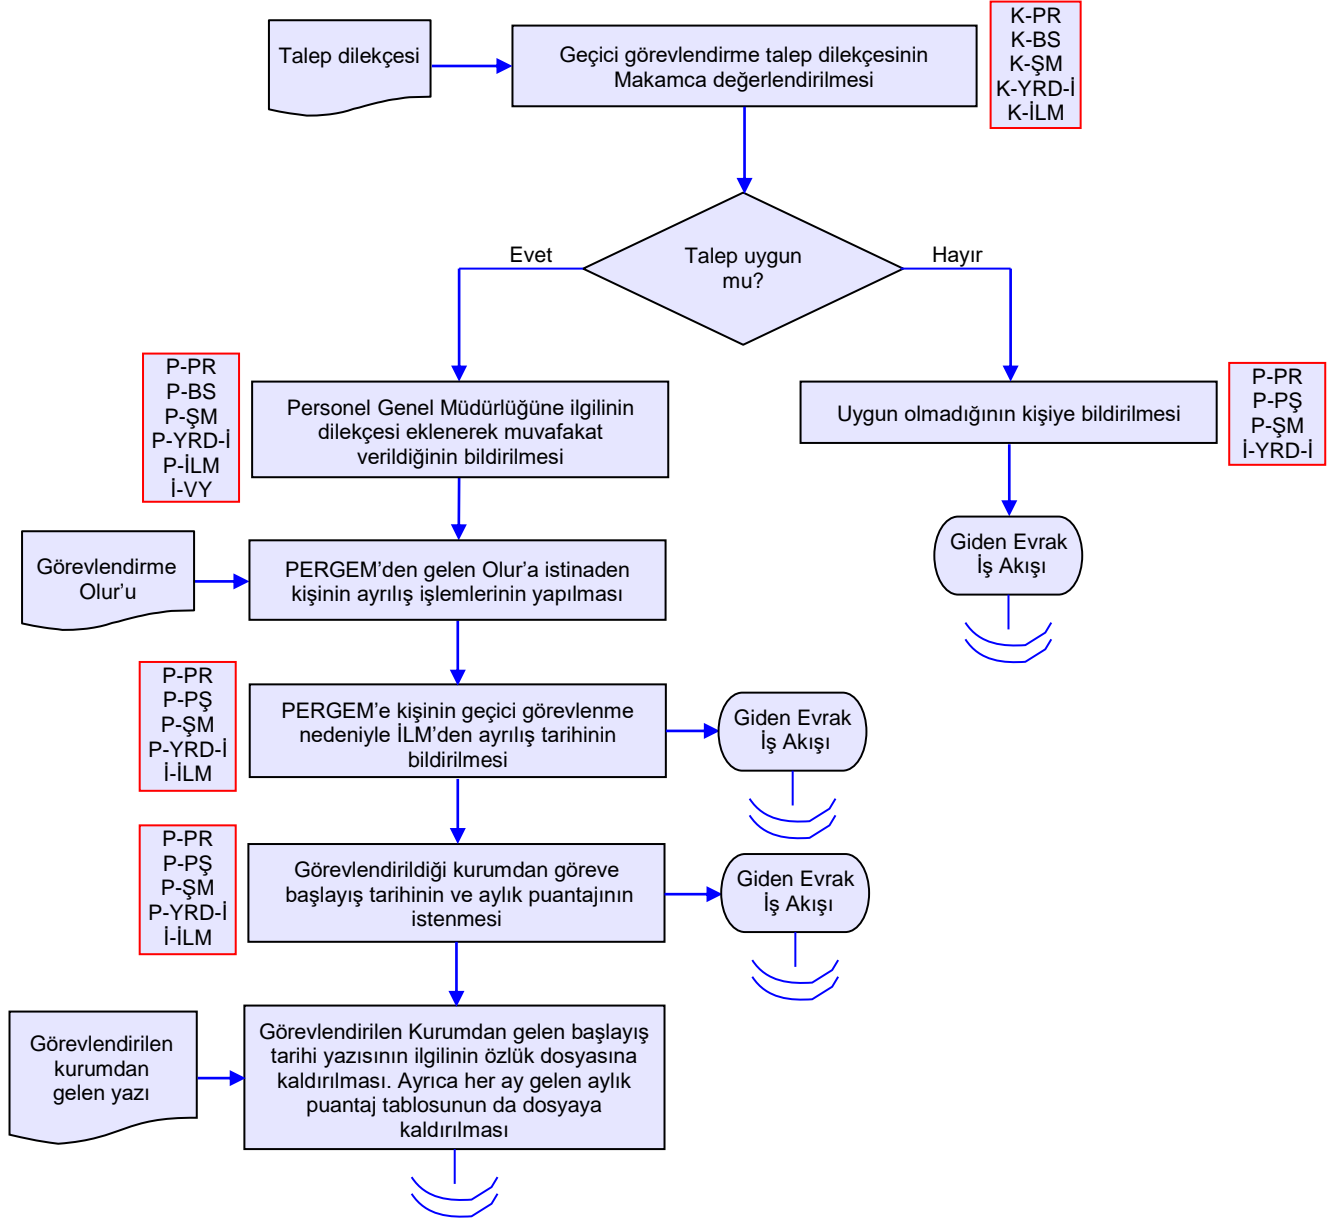 Talep dilekçesi
Geçici görevlendirme talep dilekçesinin
Makamca değerlendirilmesi
K-PR
K-BS
K-ŞM
K-YRD-İ
K-İLM
Talep uygun
mu?
Evet
Hayır
P-PR
P-BS
P-ŞM
P-YRD-İ
P-İLM
İ-VY
Personel Genel Müdürlüğüne ilgilinin
dilekçesi eklenerek muvafakat
verildiğinin bildirilmesi
Uygun olmadığının kişiye bildirilmesi
P-PR
P-PŞ
P-ŞM
İ-YRD-İ
Giden Evrak
İş Akışı
Görevlendirme
Olur’u
PERGEM’den gelen Olur’a istinaden
kişinin ayrılış işlemlerinin yapılması
P-PR
P-PŞ
P-ŞM
P-YRD-İ
İ-İLM
PERGEM’e kişinin geçici görevlenme
nedeniyle İLM’den ayrılış tarihinin
bildirilmesi
Giden Evrak
İş Akışı
P-PR
P-PŞ
P-ŞM
P-YRD-İ
İ-İLM
Görevlendirildiği kurumdan göreve
başlayış tarihinin ve aylık puantajının
istenmesi
Giden Evrak
İş Akışı
Görevlendirilen
kurumdan
gelen yazı
Görevlendirilen Kurumdan gelen başlayış
tarihi yazısının ilgilinin özlük dosyasına
kaldırılması. Ayrıca her ay gelen aylık
puantaj tablosunun da dosyaya
kaldırılması